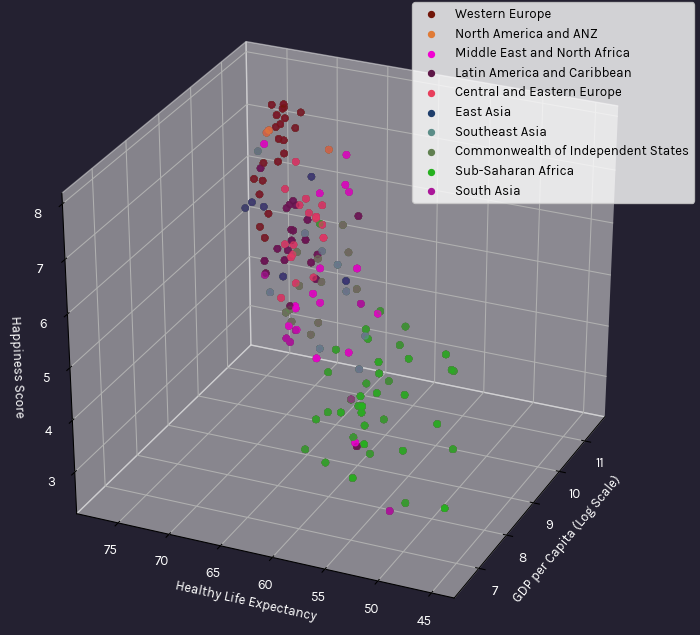 Western Europe
North America and ANZ
Middle East and North Africa
Latin America and Caribbean
Central and Eastern Europe
East Asia
Southeast Asia
Commonwealth of Independent States
Sub-Saharan Africa
South Asia
8
7
6
5
4
3
Happiness Score
75
70
65
60
55
50
45
Healthy Life Expectancy
7
8
9
10
11
GDP per Capita (Log Scale)